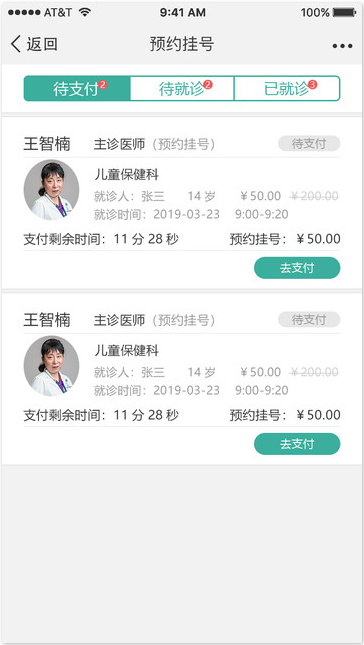 AT&T 9:41 AM 100%
返回 预约挂号
待支付 2 待就诊 2 已就诊 3
王智楠 主诊医师（预约挂号） 待支付
儿童保健科
就诊人：张三 14 岁 ￥50.00 ￥200.00
就诊时间：2019-03-23 9:00-9:20
支付剩余时间：11 分 28 秒 预约挂号：￥50.00
去支付
王智楠 主诊医师（预约挂号） 待支付
儿童保健科
就诊人：张三 14 岁 ￥50.00 ￥200.00
就诊时间：2019-03-23 9:00-9:20
支付剩余时间：11 分 28 秒 预约挂号：￥50.00
去支付